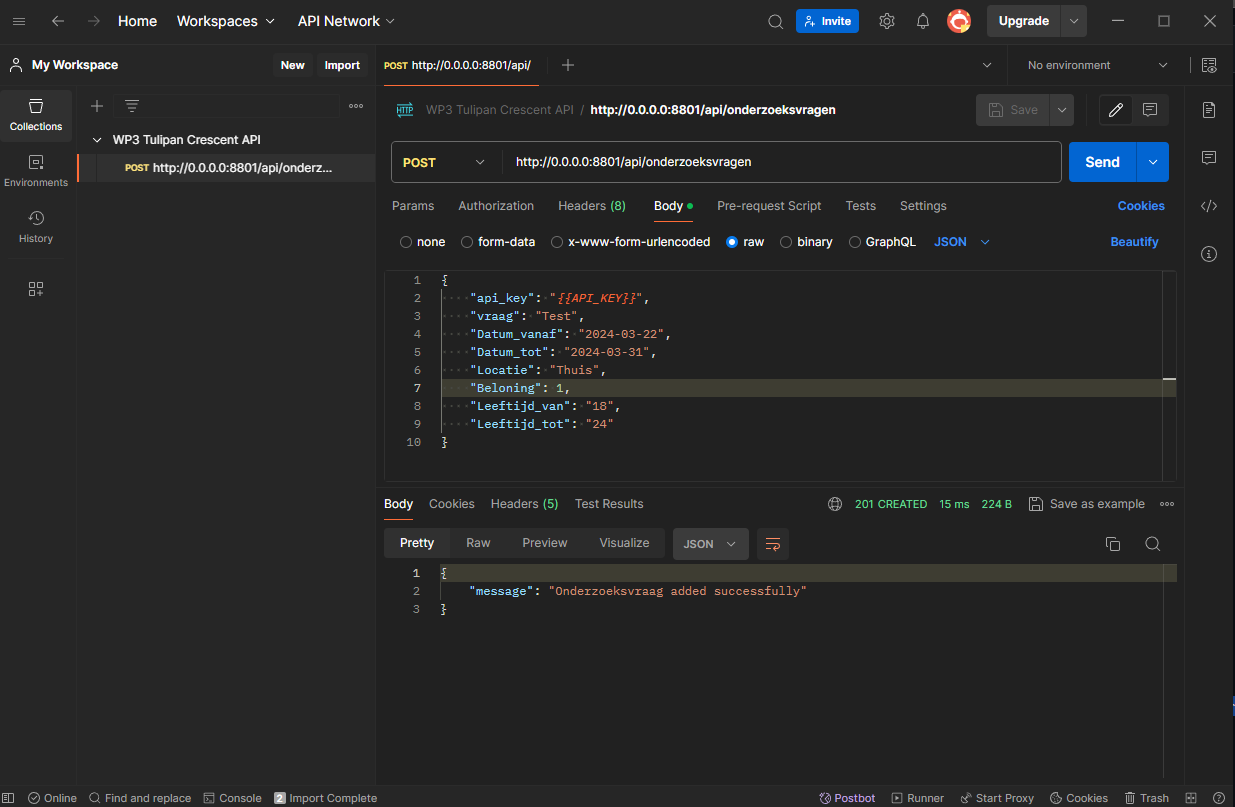 Home Workspaces API Network Invite Upgrade
My Workspace New Import POST http://0.0.0.0:8801/api/ No environment
Collections
Environments
History
WP3 Tulipan Crescent API
POST http://0.0.0.0:8801/api/onderz...
HTTP WP3 Tulipan Crescent API / http://0.0.0.0:8801/api/onderzoeksvragen Save
POST http://0.0.0.0:8801/api/onderzoeksvragen Send
Params Authorization Headers (8) Body Pre-request Script Tests Settings Cookies
none form-data x-www-form-urlencoded raw binary GraphQL JSON Beautify
1 {
2 "api_key": "{{API_KEY}}",
3 "vraag": "Test",
4 "Datum_vanaf": "2024-03-22",
5 "Datum_tot": "2024-03-31",
6 "Locatie": "Thuis",
7 "Beloning": 1,
8 "Leeftijd_van": "18",
9 "Leeftijd_tot": "24"
10 }
Body Cookies Headers (5) Test Results 201 CREATED 15 ms 224 B Save as example
Pretty Raw Preview Visualize JSON
1 {
2 "message": "Onderzoeksvraag added successfully"
3 }
Online Find and replace Console 2 Import Complete Postbot Runner Start Proxy Cookies Trash